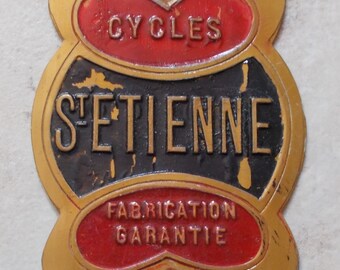 CYCLES
ST ETIENNE
FABRICATION
GARANTIE